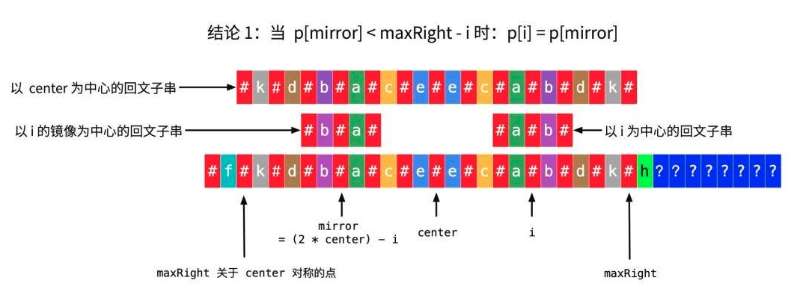 结论 1：当 p[mirror] < maxRight - i 时：p[i] = p[mirror]
以 center 为中心的回文子串 #k#d#b#a#c#e#e#c#a#b#d#k#
以 i 的镜像为中心的回文子串 #b#a# #a#b# 以 i 为中心的回文子串
#f#k#d#b#a#c#e#e#c#a#b#d#k#h????????
mirror
= (2 * center) - i
center
i
maxRight 关于 center 对称的点
maxRight